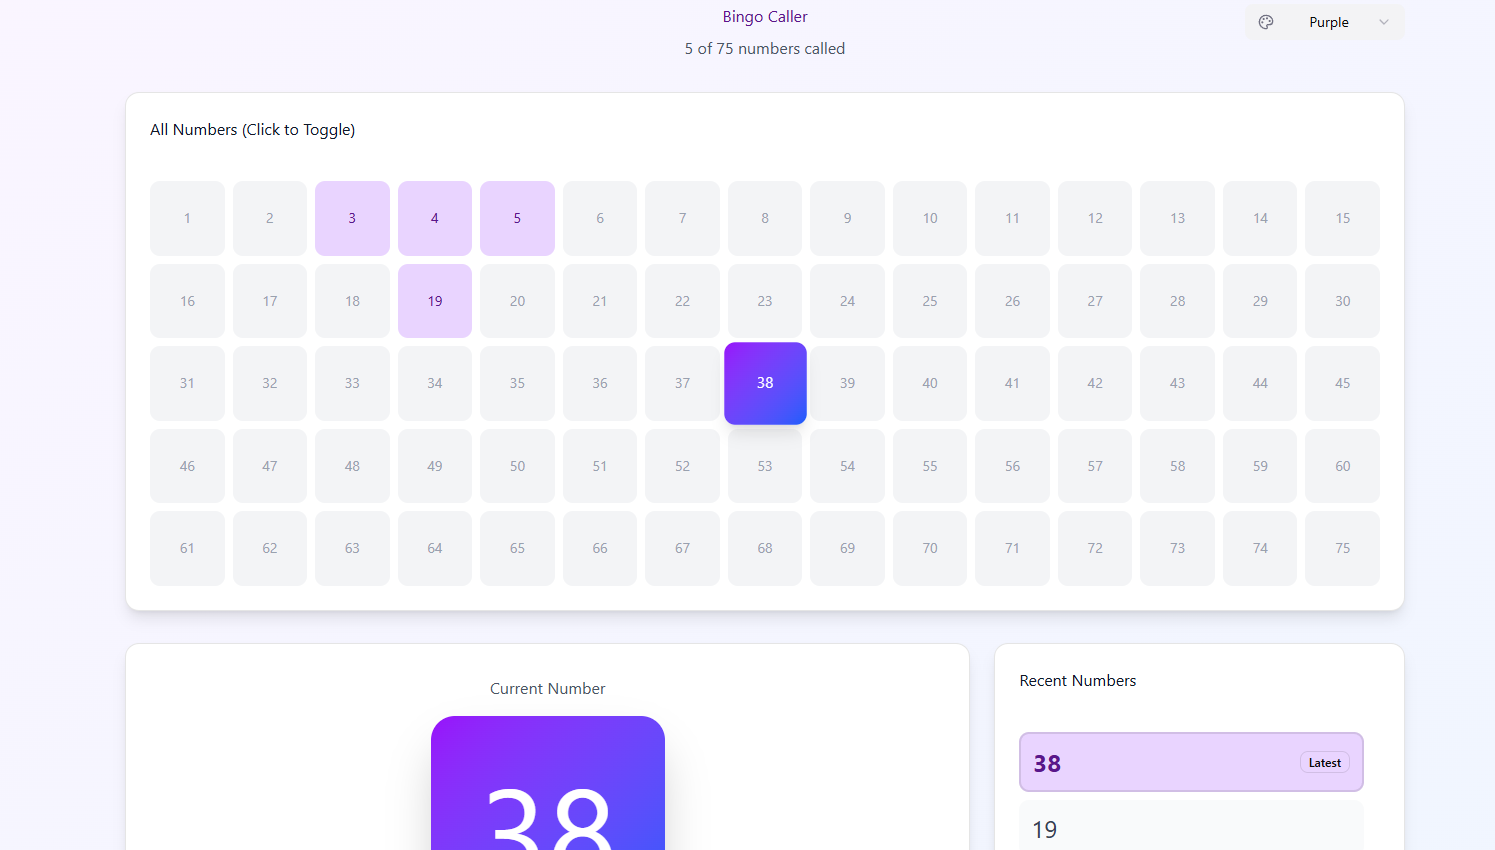 Bingo Caller
Purple
5 of 75 numbers called
All Numbers (Click to Toggle)
1 2 3 4 5 6 7 8 9 10 11 12 13 14 15
16 17 18 19 20 21 22 23 24 25 26 27 28 29 30
31 32 33 34 35 36 37 38 39 40 41 42 43 44 45
46 47 48 49 50 51 52 53 54 55 56 57 58 59 60
61 62 63 64 65 66 67 68 69 70 71 72 73 74 75
Current Number
38
Recent Numbers
38 Latest
19